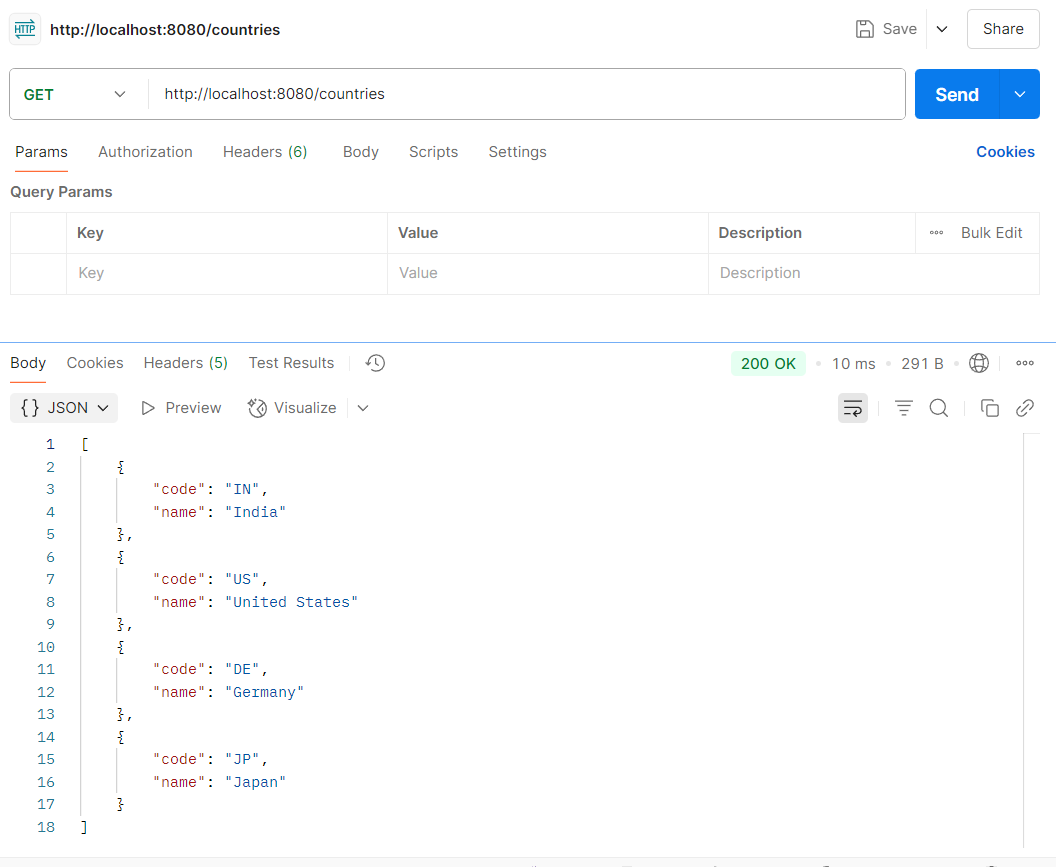 HTTP http://localhost:8080/countries Save Share
GET http://localhost:8080/countries Send
Params Authorization Headers (6) Body Scripts Settings Cookies
Query Params
Key Value Description Bulk Edit
Key Value Description
Body Cookies Headers (5) Test Results 200 OK • 10 ms • 291 B
{} JSON Preview Visualize
1 [
2 {
3 "code": "IN",
4 "name": "India"
5 },
6 {
7 "code": "US",
8 "name": "United States"
9 },
10 {
11 "code": "DE",
12 "name": "Germany"
13 },
14 {
15 "code": "JP",
16 "name": "Japan"
17 }
18 ]